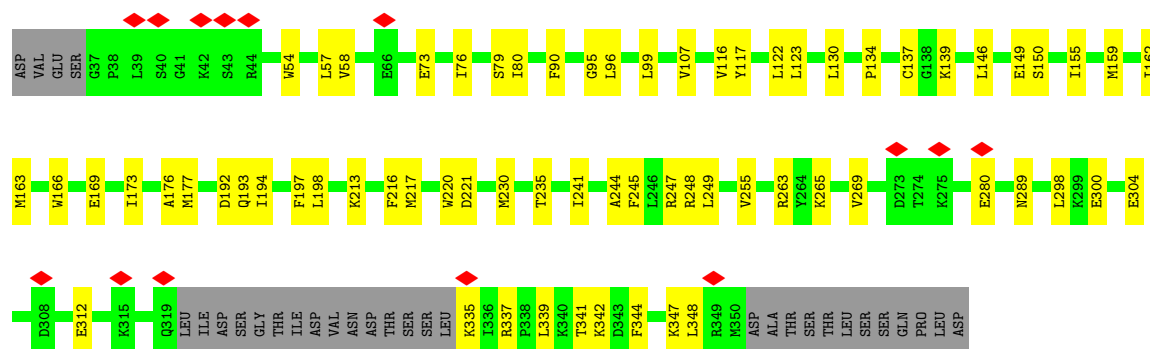 ASP VAL GLU SER G37 P38 L39 S40 G41 K42 S43 R44 W54 L57 V58 E66 E73 I76 S79 I80 F90 G95 L96 L99 V107 V116 Y117 L122 L123 L130 P134 C137 G138 K139 L146 E149 S150 I155 M159 I162
M163 W166 E169 I173 A176 M177 D192 Q193 I194 F197 L198 K213 F216 M217 W220 D221 M230 T235 I241 A244 F245 L246 R247 R248 L249 V255 R263 Y264 K265 V269 D273 T274 K275 E280 N289 L298 K299 E300 E304
D308 E312 K315 Q319 LEU ILE ASP SER GLY THR ILE ASP VAL ASN ASP THR SER SER LEU K335 I336 R337 P338 L339 K340 T341 K342 D343 F344 K347 L348 R349 M350 ASP ALA THR SER THR LEU SER SER GLN PRO LEU ASP